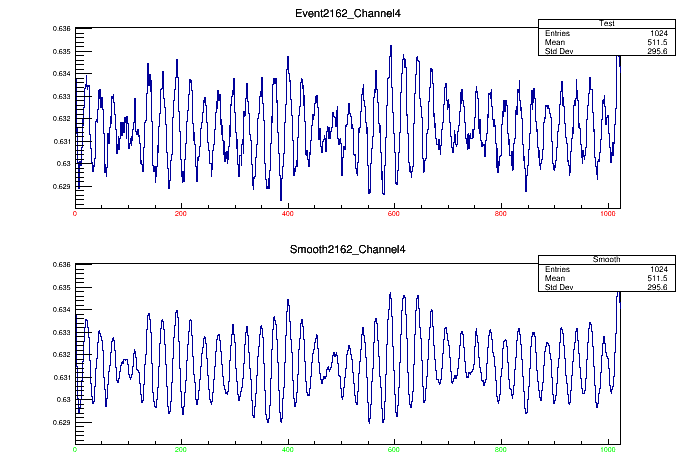 Event2162_Channel4
Test
Entries 1024
Mean 511.5
Std Dev 295.6
0.636
0.635
0.634
0.633
0.632
0.631
0.63
0.629
0 200 400 600 800 1000
Smooth2162_Channel4
Smooth
Entries 1024
Mean 511.5
Std Dev 295.6
0.636
0.635
0.634
0.633
0.632
0.631
0.63
0.629
0 200 400 600 800 1000